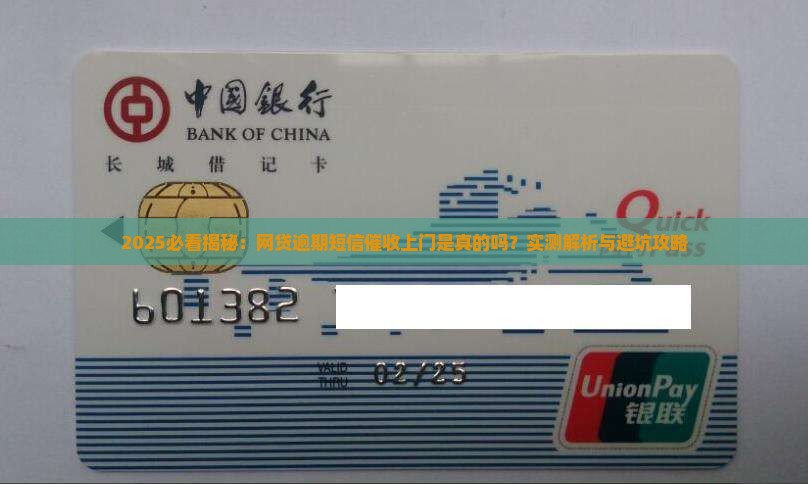 中國銀行
BANK OF CHINA
长城借记卡
Quick
Pass
2025必看揭秘：网贷逾期短信催收上门是真的吗？实测解析与避坑攻略
601382
VALID
THRU
02/25
UnionPay
银联